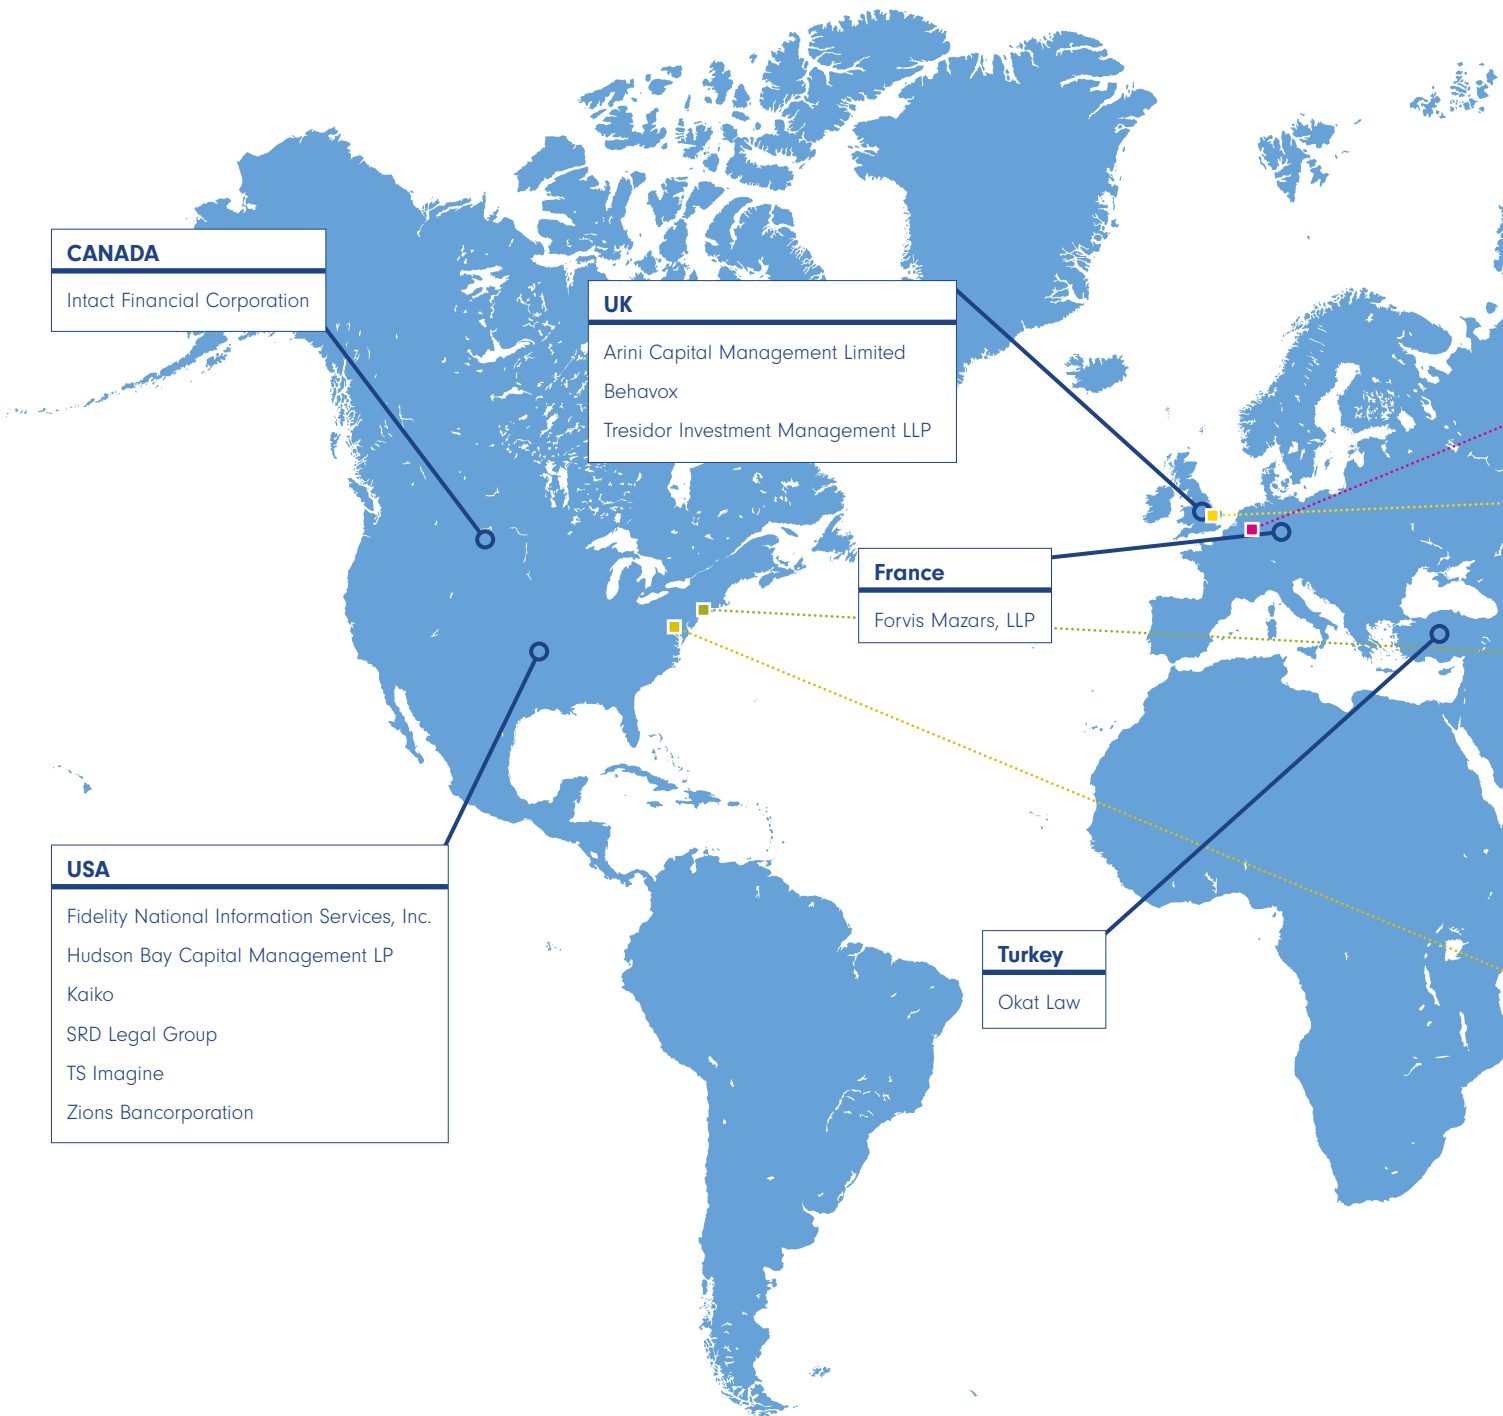 CANADA
Intact Financial Corporation
UK
Arini Capital Management Limited
Behavox
Tresidor Investment Management LLP
France
Forvis Mazars, LLP
USA
Fidelity National Information Services, Inc.
Hudson Bay Capital Management LP
Kaiko
SRD Legal Group
TS Imagine
Zions Bancorporation
Turkey
Okat Law